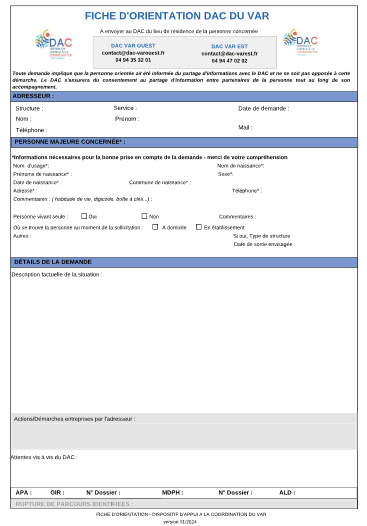 FICHE D'ORIENTATION DAC DU VAR
A envoyer au DAC du lieu de résidence de la personne concernée
DAC
DAC VAR OUEST
contact@dac-varouest.fr
04 94 35 32 01
DAC VAR EST
contact@dac-varest.fr
04 94 47 02 02
DAC
Toute demande implique que la personne orientée ait été informée du partage d'informations avec le DAC et ne se soit pas opposée à cette
démarche. Le DAC s'assurera du consentement au partage d'information entre partenaires de la personne tout au long de son
accompagnement.
ADRESSEUR :
Structure : Service : Date de demande :
Nom : Prénom :
Téléphone : Mail :
PERSONNE MAJEURE CONCERNÉE* :
*Informations nécessaires pour la bonne prise en compte de la demande - merci de votre compréhension
Nom d'usage*: Nom de naissance*:
Prénoms de naissance* : Sexe*:
Date de naissance* : Commune de naissance* :
Adresse* : Téléphone* :
Commentaires : ( habitude de vie, digicode, boîte à clés...) :
Personne vivant seule : Oui Non Commentaires :
Où se trouve la personne au moment de la sollicitation : A domicile En établissement
Autres : Si oui, Type de structure
Date de sortie envisagée :
DÉTAILS DE LA DEMANDE
Description factuelle de la situation :
Actions/Démarches entreprises par l'adresseur :
Attentes vis à vis du DAC :
APA : GIR : N° Dossier : MDPH : N° Dossier : ALD :
RUPTURE DE PARCOURS IDENTIFIÉES :
FICHE D'ORIENTATION - DISPOSITIF D'APPUI A LA COORDINATION DU VAR
version 01/2024